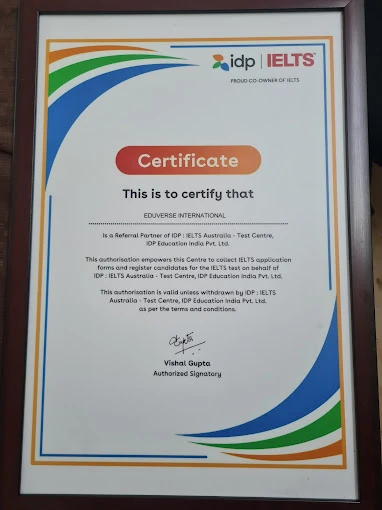 idp | IELTS™
PROUD CO-OWNER OF IELTS
Certificate
This is to certify that
EDUVERSE INTERNATIONAL
Is a Referral Partner of IDP : IELTS Australia - Test Centre,
IDP Education India Pvt. Ltd.
This authorisation empowers this Centre to collect IELTS application
forms and register candidates for the IELTS test on behalf of
IDP : IELTS Australia - Test Centre, IDP Education India Pvt. Ltd.
This authorisation is valid unless withdrawn by IDP : IELTS
Australia - Test Centre, IDP Education India Pvt. Ltd.
as per the terms and conditions.
Vishal Gupta
Authorized Signatory